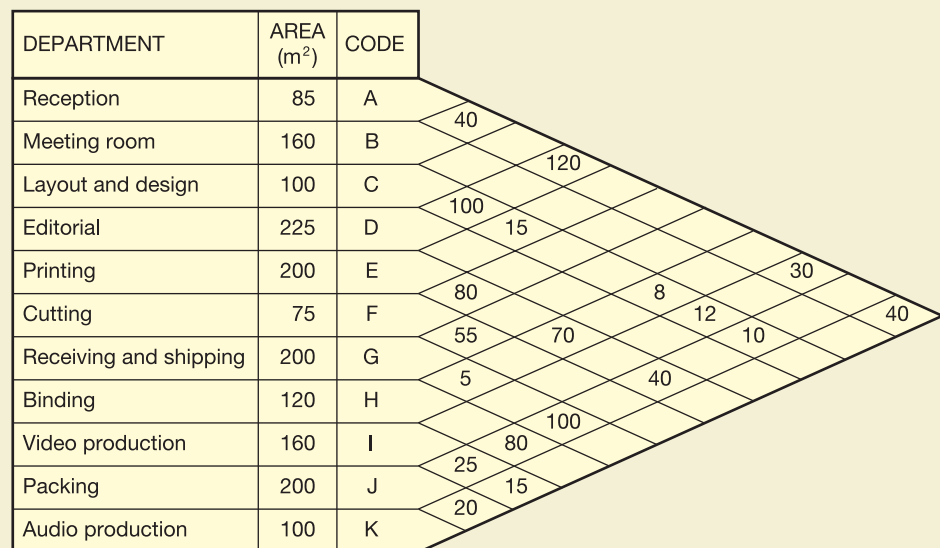 DEPARTMENT AREA (m²) CODE
Reception 85 A
40
Meeting room 160 B
120
Layout and design 100 C
100
Editorial 225 D 15
Printing 200 E 30
80 8
Cutting 75 F 12 40
55 70 10
Receiving and shipping 200 G
5 40
Binding 120 H
100
Video production 160 I 80
25
Packing 200 J 15
20
Audio production 100 K